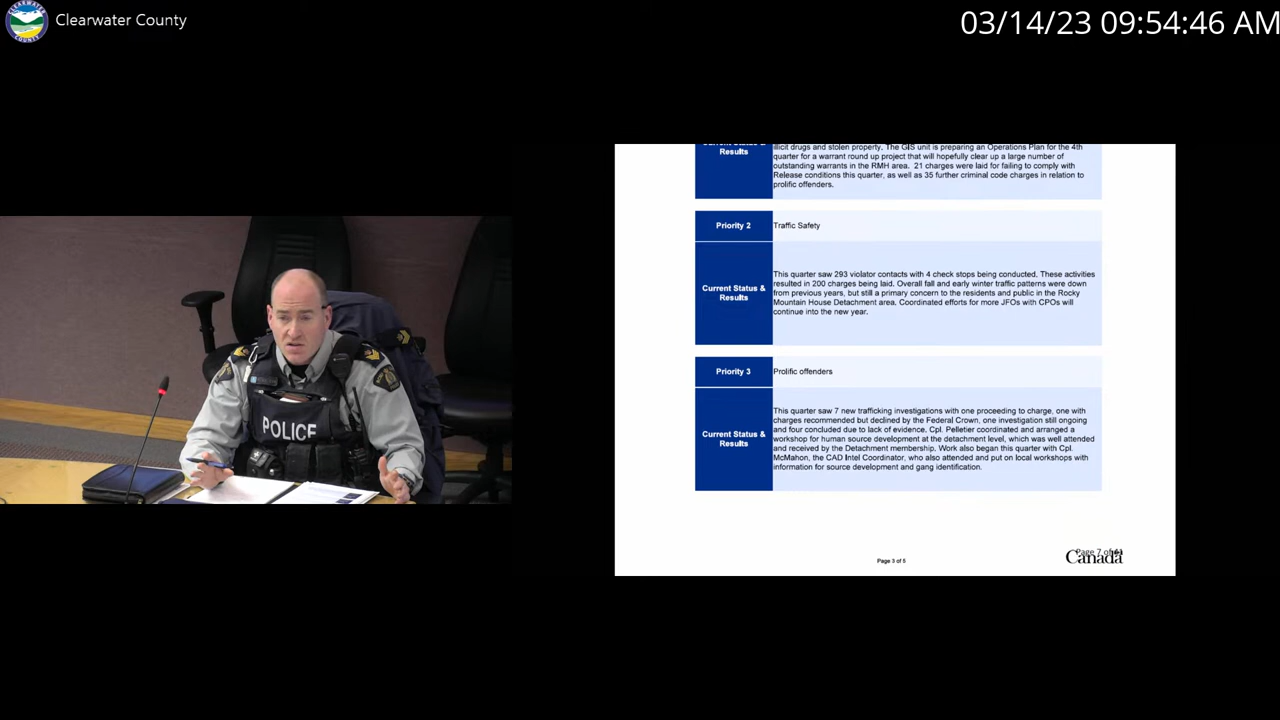 Clearwater County
03/14/23 09:54:46 AM
CLEARWATER
COUNTY
POLICE
Current Status &
Results
illicit drugs and stolen property. The GIS unit is preparing an Operations Plan for the 4th
quarter for a warrant round up project that will hopefully clear up a large number of
outstanding warrants in the RMH area. 21 charges were laid for failing to comply with
Release conditions this quarter, as well as 35 further criminal code charges in relation to
prolific offenders.
Priority 2
Traffic Safety
Current Status &
Results
This quarter saw 293 violator contacts with 4 check stops being conducted. These activities
resulted in 200 charges being laid. Overall fall and early winter traffic patterns were down
from previous years, but still a primary concern to the residents and public in the Rocky
Mountain House Detachment area. Coordinated efforts for more JFOs with CPOs will
continue into the new year.
Priority 3
Prolific offenders
Current Status &
Results
This quarter saw 7 new trafficking investigations with one proceeding to charge, one with
charges recommended but declined by the Federal Crown, one investigation still ongoing
and four concluded due to lack of evidence. Cpl. Pelletier coordinated and arranged a
workshop for human source development at the detachment level, which was well attended
and received by the Detachment membership. Work also began this quarter with Cpl.
McMahon, the CAD Intel Coordinator, who also attended and put on local workshops with
information for source development and gang identification.
Page 3 of 5
Page 7 of
Canada